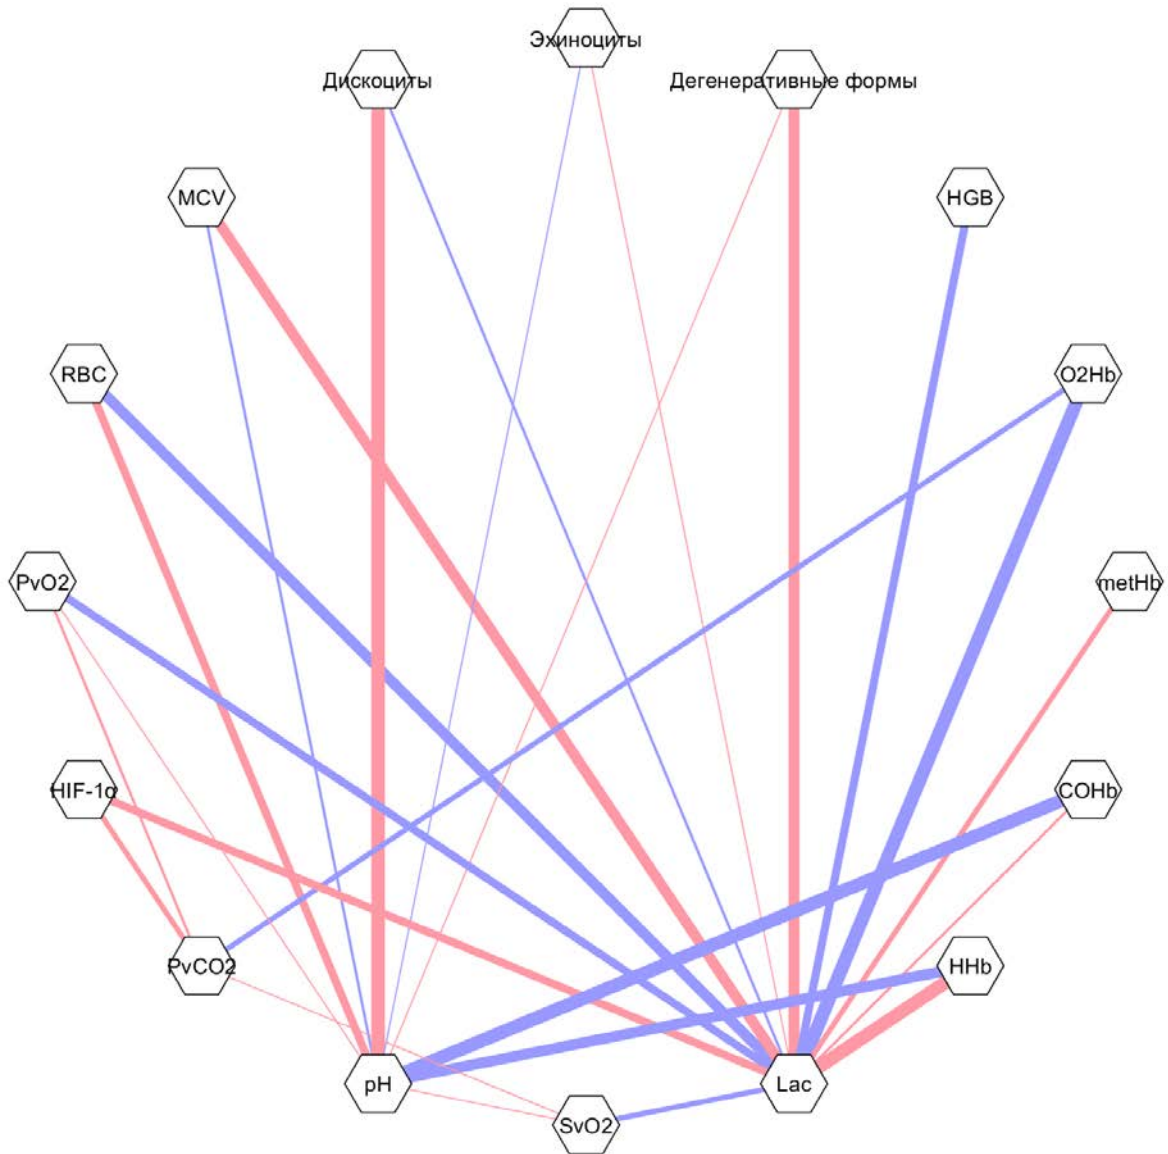 Эхиноциты
Дискоциты
Дегенеративные формы
MCV
HGB
RBC
O2Hb
PvO2
metHb
HIF-1α
COHb
PvCO2
HHb
pH
Lac
SvO2